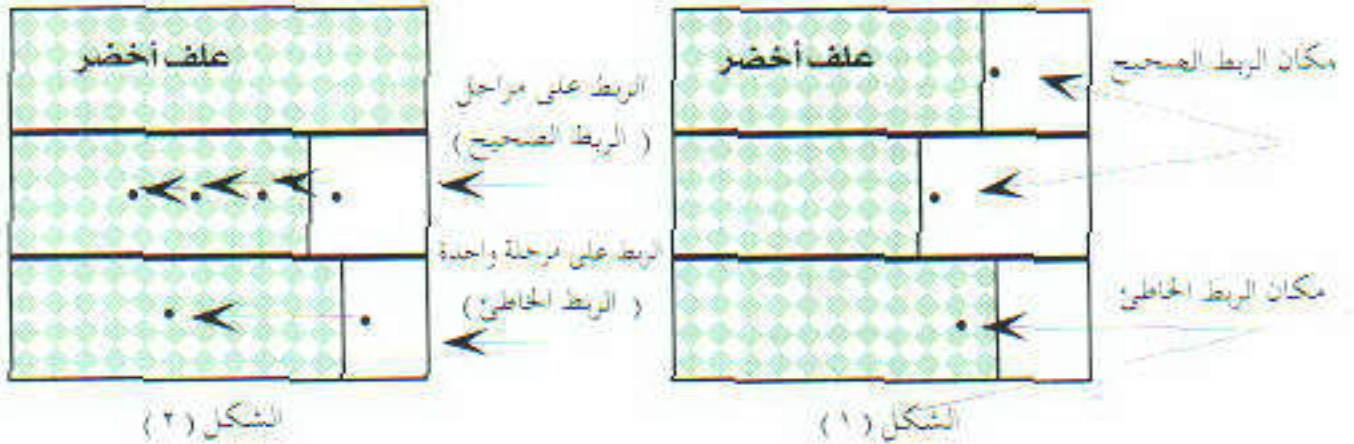 علف أخضر
مكان الربط الصحيح
مكان الربط الخاطئ
الشكل (١)
علف أخضر
الربط على مراحل
( الربط الصحيح )
الربط على مرحلة واحدة
( الربط الخاطئ )
الشكل (٢)